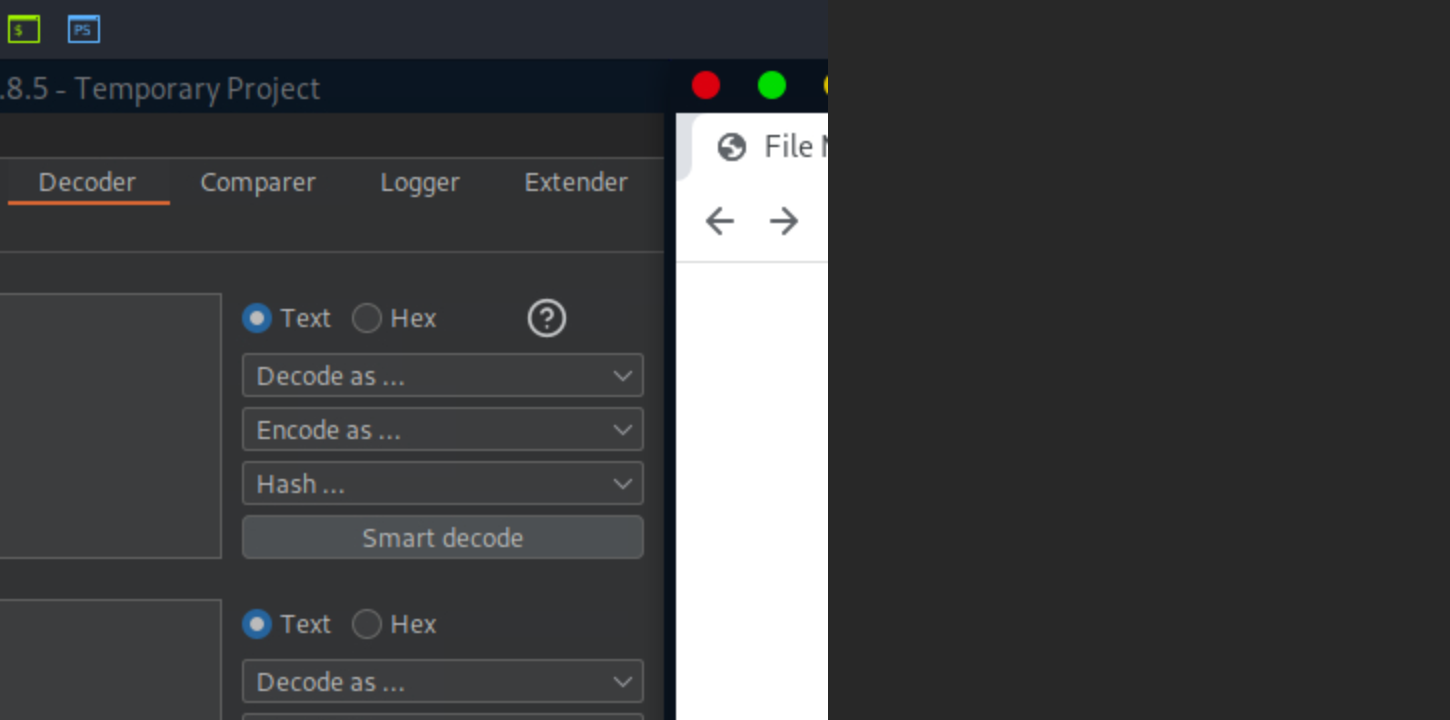 $ PS
.8.5 - Temporary Project
File
Decoder Comparer Logger Extender
Text Hex ?
Decode as ...
Encode as ...
Hash ...
Smart decode
Text Hex
Decode as ...